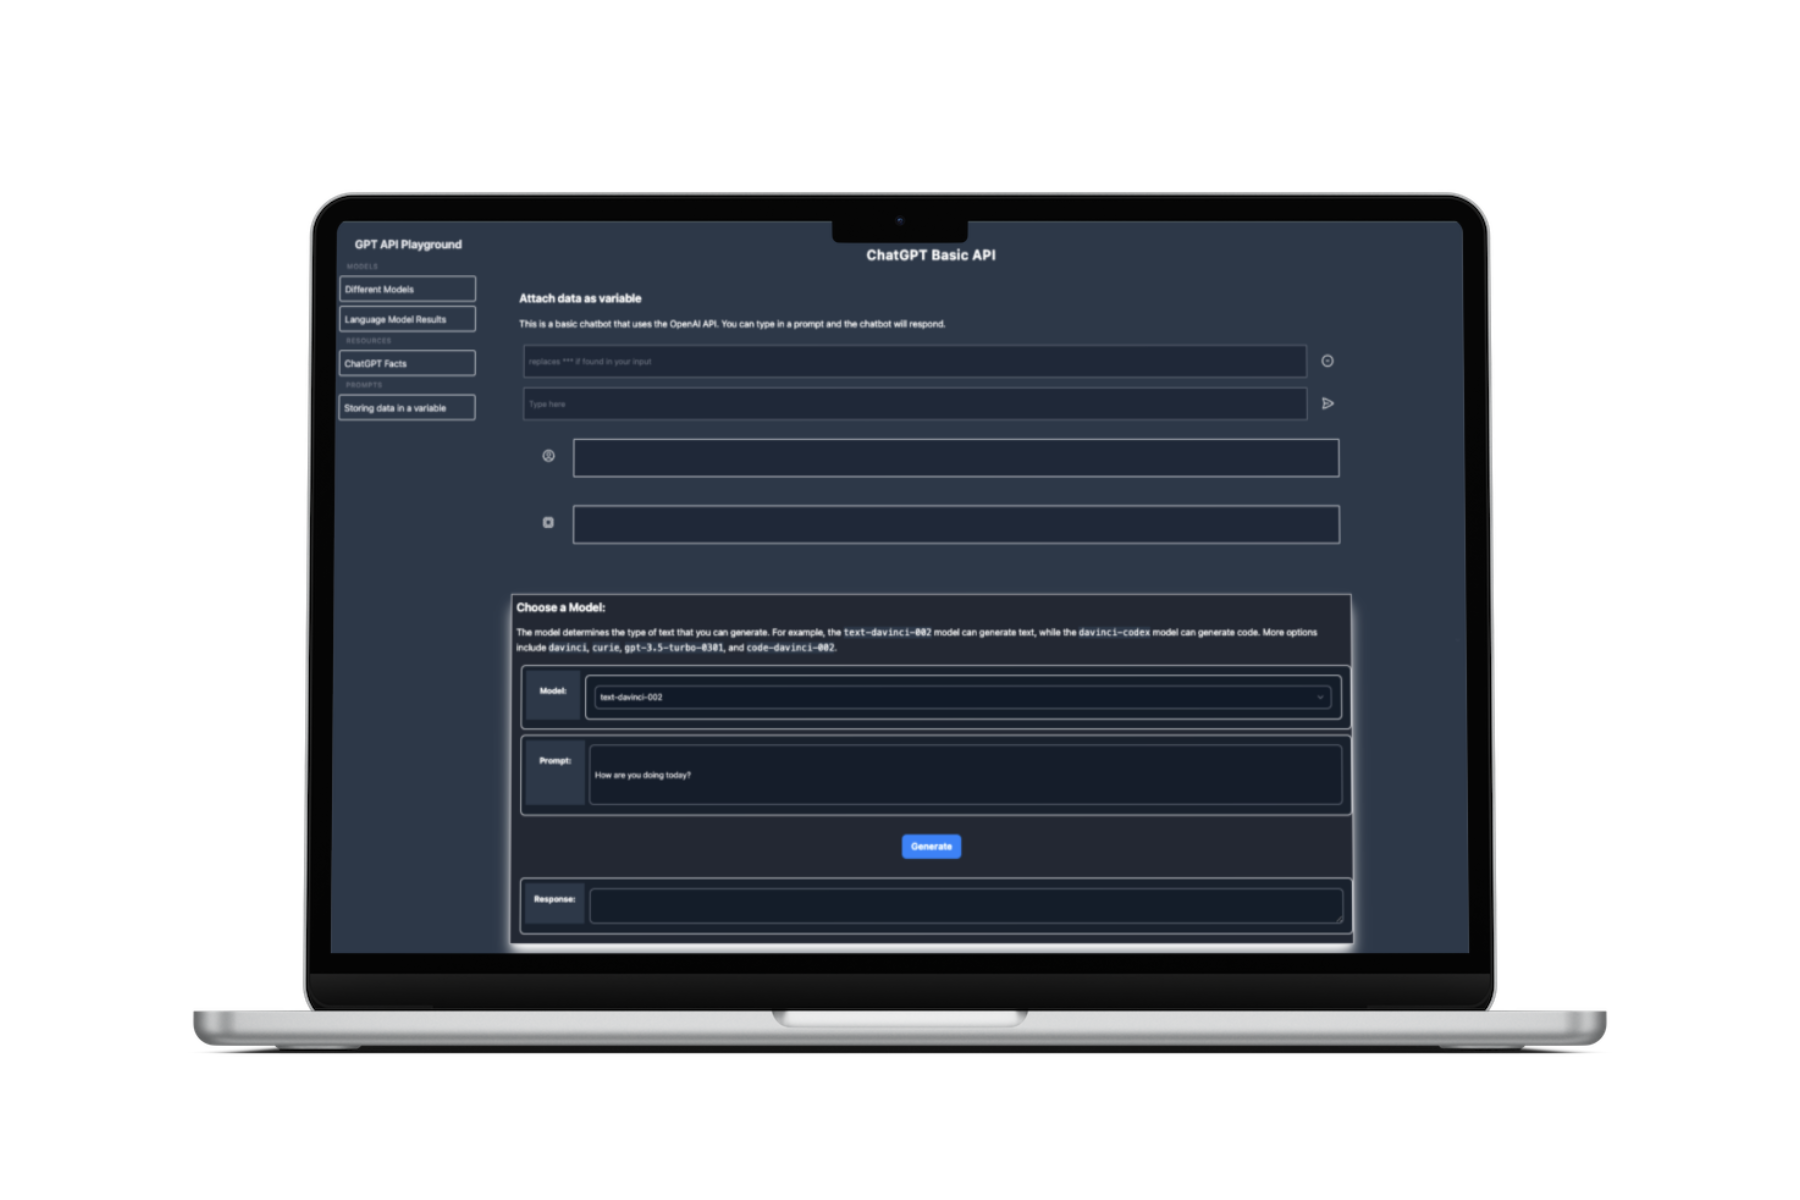 GPT API Playground
MODELS
Different Models
Language Model Results
RESOURCES
ChatGPT Facts
PROMPTS
Storing data in a variable
ChatGPT Basic API
Attach data as variable
This is a basic chatbot that uses the OpenAI API. You can type in a prompt and the chatbot will respond.
replaces *** if found in your input
Type here
Choose a Model:
The model determines the type of text that you can generate. For example, the text-davinci-002 model can generate text, while the davinci-codex model can generate code. More options
include davinci, curie, gpt-3.5-turbo-0301, and code-davinci-002.
Model:
text-davinci-002
Prompt:
How are you doing today?
Generate
Response: